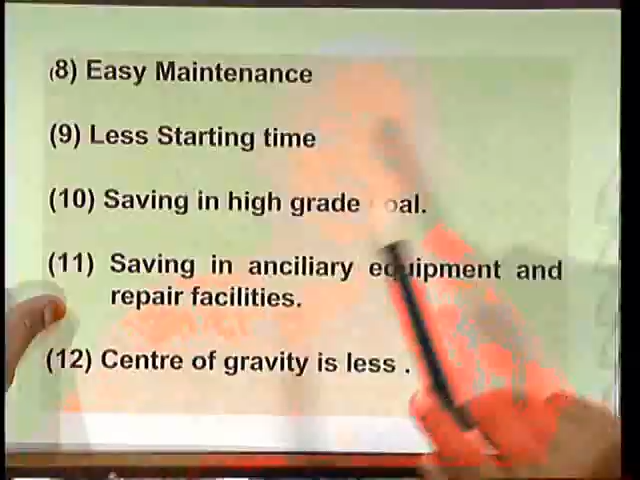 (8) Easy Maintenance
(9) Less Starting time
(10) Saving in high grade coal.
(11) Saving in anciliary equipment and
repair facilities.
(12) Centre of gravity is less .